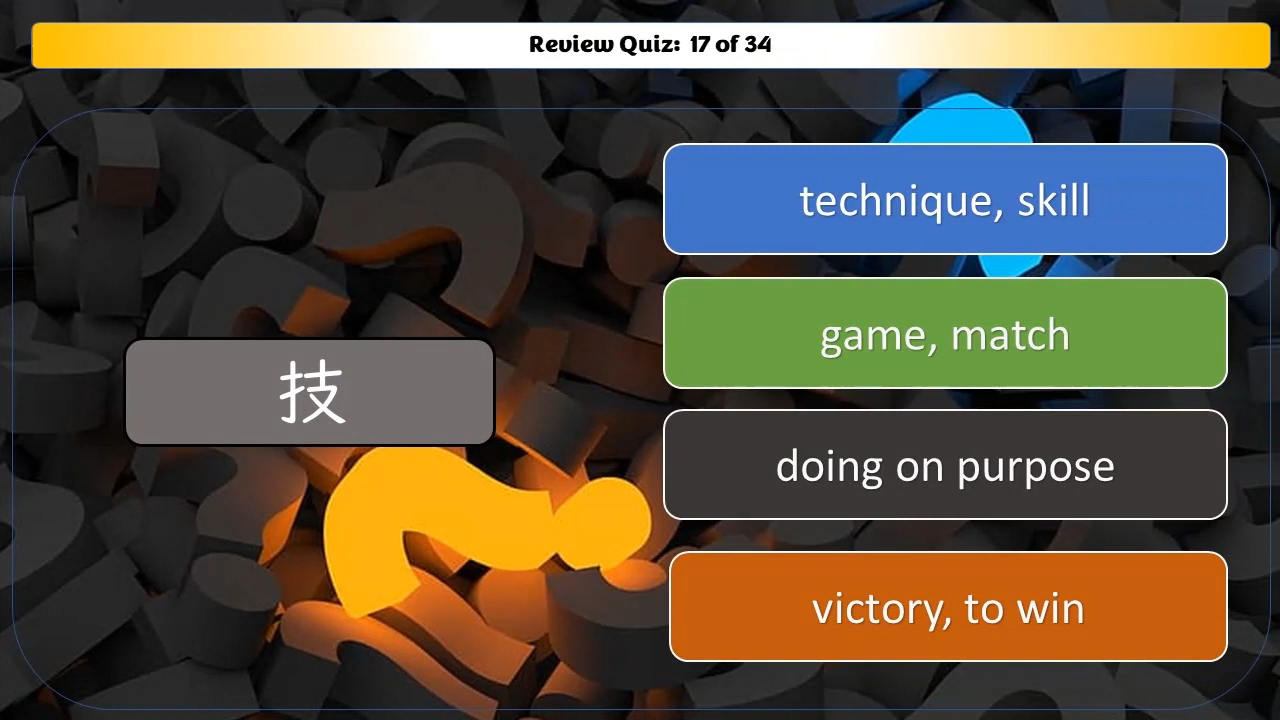 Review Quiz: 17 of 34
技
technique, skill
game, match
doing on purpose
victory, to win